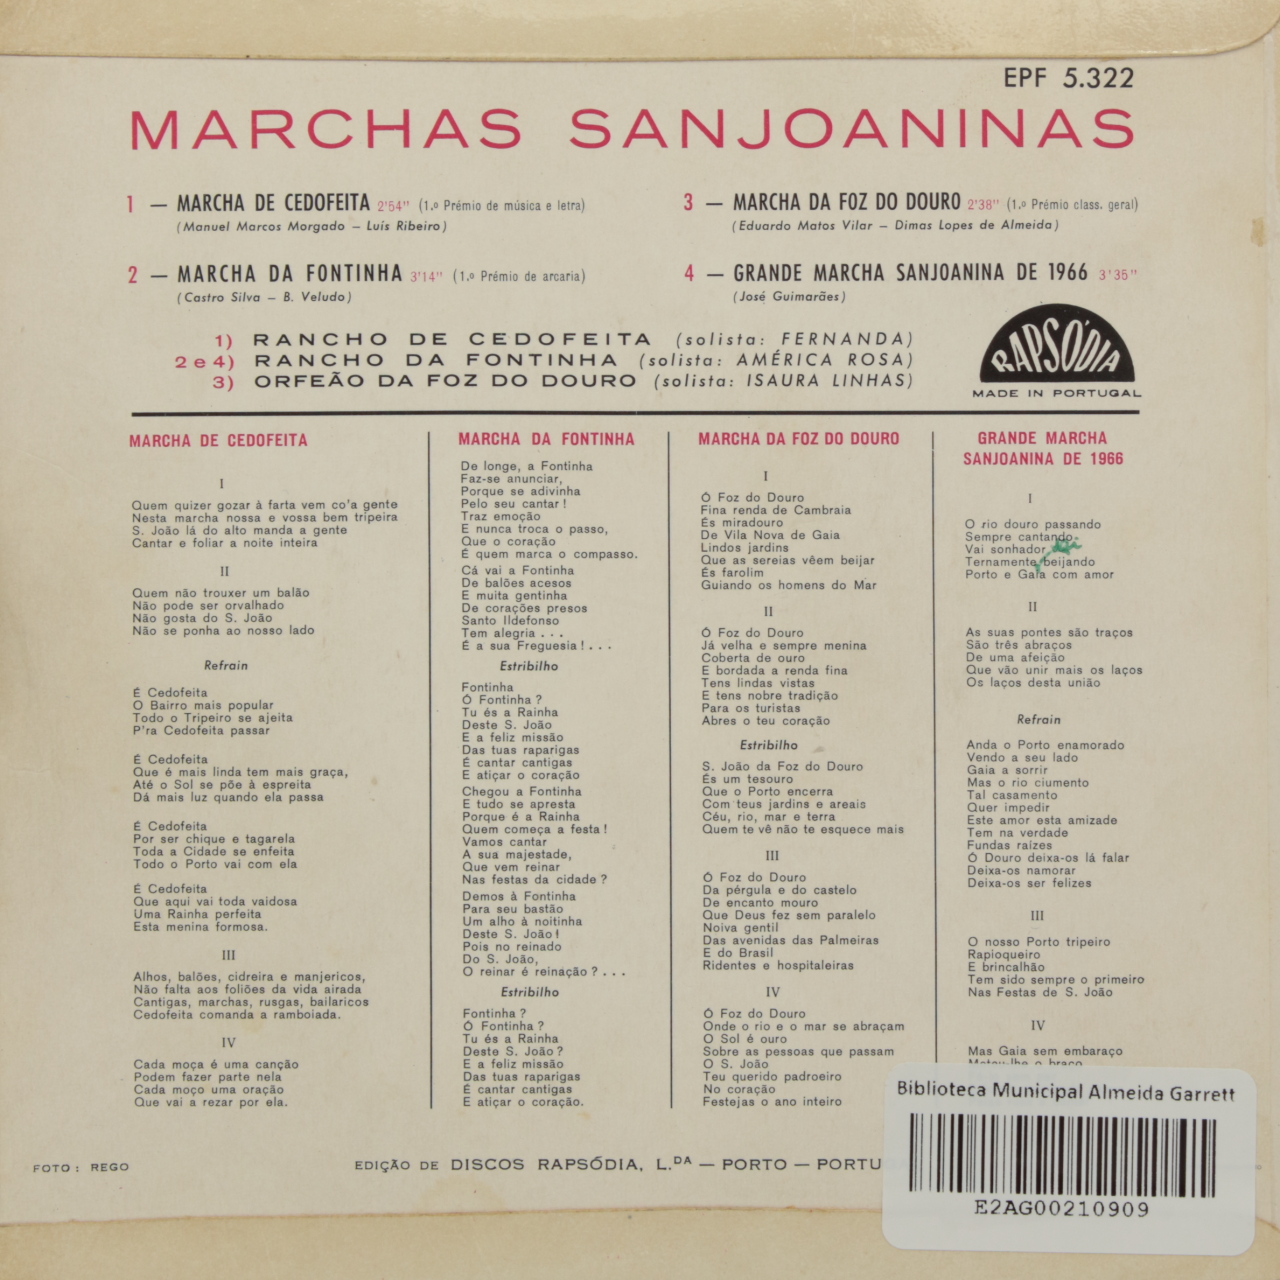 EPF 5.322
MARCHAS SANJOANINAS
1 — MARCHA DE CEDOFEITA 2'54" (1.º Prémio de música e letra)
(Manuel Marcos Morgado – Luís Ribeiro)
2 — MARCHA DA FONTINHA 3'14" (1.º Prémio de arcaria)
(Castro Silva – B. Veludo)
3 — MARCHA DA FOZ DO DOURO 2'38" (1.º Prémio class. geral)
(Eduardo Matos Vilar – Dimas Lopes de Almeida)
4 — GRANDE MARCHA SANJOANINA DE 1966 3'35"
(José Guimarães)
1) RANCHO DE CEDOFEITA (solista: FERNANDA)
2 e 4) RANCHO DA FONTINHA (solista: AMÉRICA ROSA)
3) ORFEÃO DA FOZ DO DOURO (solista: ISAURA LINHAS)
RAPSÓDIA
MADE IN PORTUGAL
MARCHA DE CEDOFEITA
I
Quem quizer gozar à farta vem co'a gente
Nesta marcha nossa e vossa bem tripeira
S. João lá do alto manda a gente
Cantar e foliar a noite inteira
II
Quem não trouxer um balão
Não pode ser orvalhado
Não gosta do S. João
Não se ponha ao nosso lado
Refrain
É Cedofeita
O Bairro mais popular
Todo o Tripeiro se ajeita
P'ra Cedofeita passar
É Cedofeita
Que é mais linda tem mais graça,
Até o Sol se põe à espreita
Dá mais luz quando ela passa
É Cedofeita
Por ser chique e tagarela
Toda a Cidade se enfeita
Todo o Porto vai com ela
É Cedofeita
Que aqui vai toda vaidosa
Uma Rainha perfeita
Esta menina formosa.
III
Alhos, balões, cidreira e manjericos,
Não falta aos foliões da vida airada
Cantigas, marchas, rusgas, bailaricos
Cedofeita comanda a ramboiada.
IV
Cada moça é uma canção
Podem fazer parte nela
Cada moço uma oração
Que vai a rezar por ela.
MARCHA DA FONTINHA
De longe, a Fontinha
Faz-se anunciar,
Porque se adivinha
Pelo seu cantar!
Traz emoção
E nunca troca o passo,
Que o coração
É quem marca o compasso.
Cá vai a Fontinha
De balões acesos
E muita gentinha
De corações presos
Santo Ildefonso
Tem alegria . . .
É a sua Freguesia ! . . .
Estribilho
Fontinha
Ó Fontinha ?
Tu és a Rainha
Deste S. João
E a feliz missão
Das tuas raparigas
É cantar cantigas
E atiçar o coração
Chegou a Fontinha
E tudo se apresta
Porque é a Rainha
Quem começa a festa !
Vamos cantar
A sua majestade,
Que vem reinar
Nas festas da cidade ?
Demos à Fontinha
Para seu bastão
Um alho à noitinha
Deste S. João !
Pois no reinado
Do S. João,
O reinar é reinação ? . . .
Estribilho
Fontinha ?
Ó Fontinha ?
Tu és a Rainha
Deste S. João ?
E a feliz missão
Das tuas raparigas
É cantar cantigas
E atiçar o coração.
MARCHA DA FOZ DO DOURO
I
Ó Foz do Douro
Fina renda de Cambraia
És miradouro
De Vila Nova de Gaia
Lindos jardins
Que as sereias vêem beijar
És farolim
Guiando os homens do Mar
II
Ó Foz do Douro
Já velha e sempre menina
Coberta de ouro
E bordada a renda fina
Tens lindas vistas
E tens nobre tradição
Para os turistas
Abres o teu coração
Estribilho
S. João da Foz do Douro
És um tesouro
Que o Porto encerra
Com teus jardins e areais
Céu, rio, mar e terra
Quem te vê não te esquece mais
III
Ó Foz do Douro
Da pérgula e do castelo
De encanto mouro
Que Deus fez sem paralelo
Noiva gentil
Das avenidas das Palmeiras
E do Brasil
Ridentes e hospitaleiras
IV
Ó Foz do Douro
Onde o rio e o mar se abraçam
O Sol é ouro
Sobre as pessoas que passam
O S. João
Teu querido padroeiro
No coração
Festejas o ano inteiro
GRANDE MARCHA
SANJOANINA DE 1966
I
O rio douro passando
Sempre cantando
Vai sonhador
Ternamente beijando
Porto e Gaia com amor
II
As suas pontes são traços
São três abraços
De uma afeição
Que vão unir mais os laços
Os laços desta união
Refrain
Anda o Porto enamorado
Vendo a seu lado
Gaia a sorrir
Mas o rio ciumento
Tal casamento
Quer impedir
Este amor esta amizade
Tem na verdade
Fundas raízes
Ó Douro deixa-os lá falar
Deixa-os namorar
Deixa-os ser felizes
III
O nosso Porto tripeiro
Rapioqueiro
E brincalhão
Tem sido sempre o primeiro
Nas Festas de S. João
IV
Mas Gaia sem embaraço
FOTO: REGO
EDIÇÃO DE DISCOS RAPSÓDIA, L.DA — PORTO — PORTU
Biblioteca Municipal Almeida Garrett
E2AG00210909